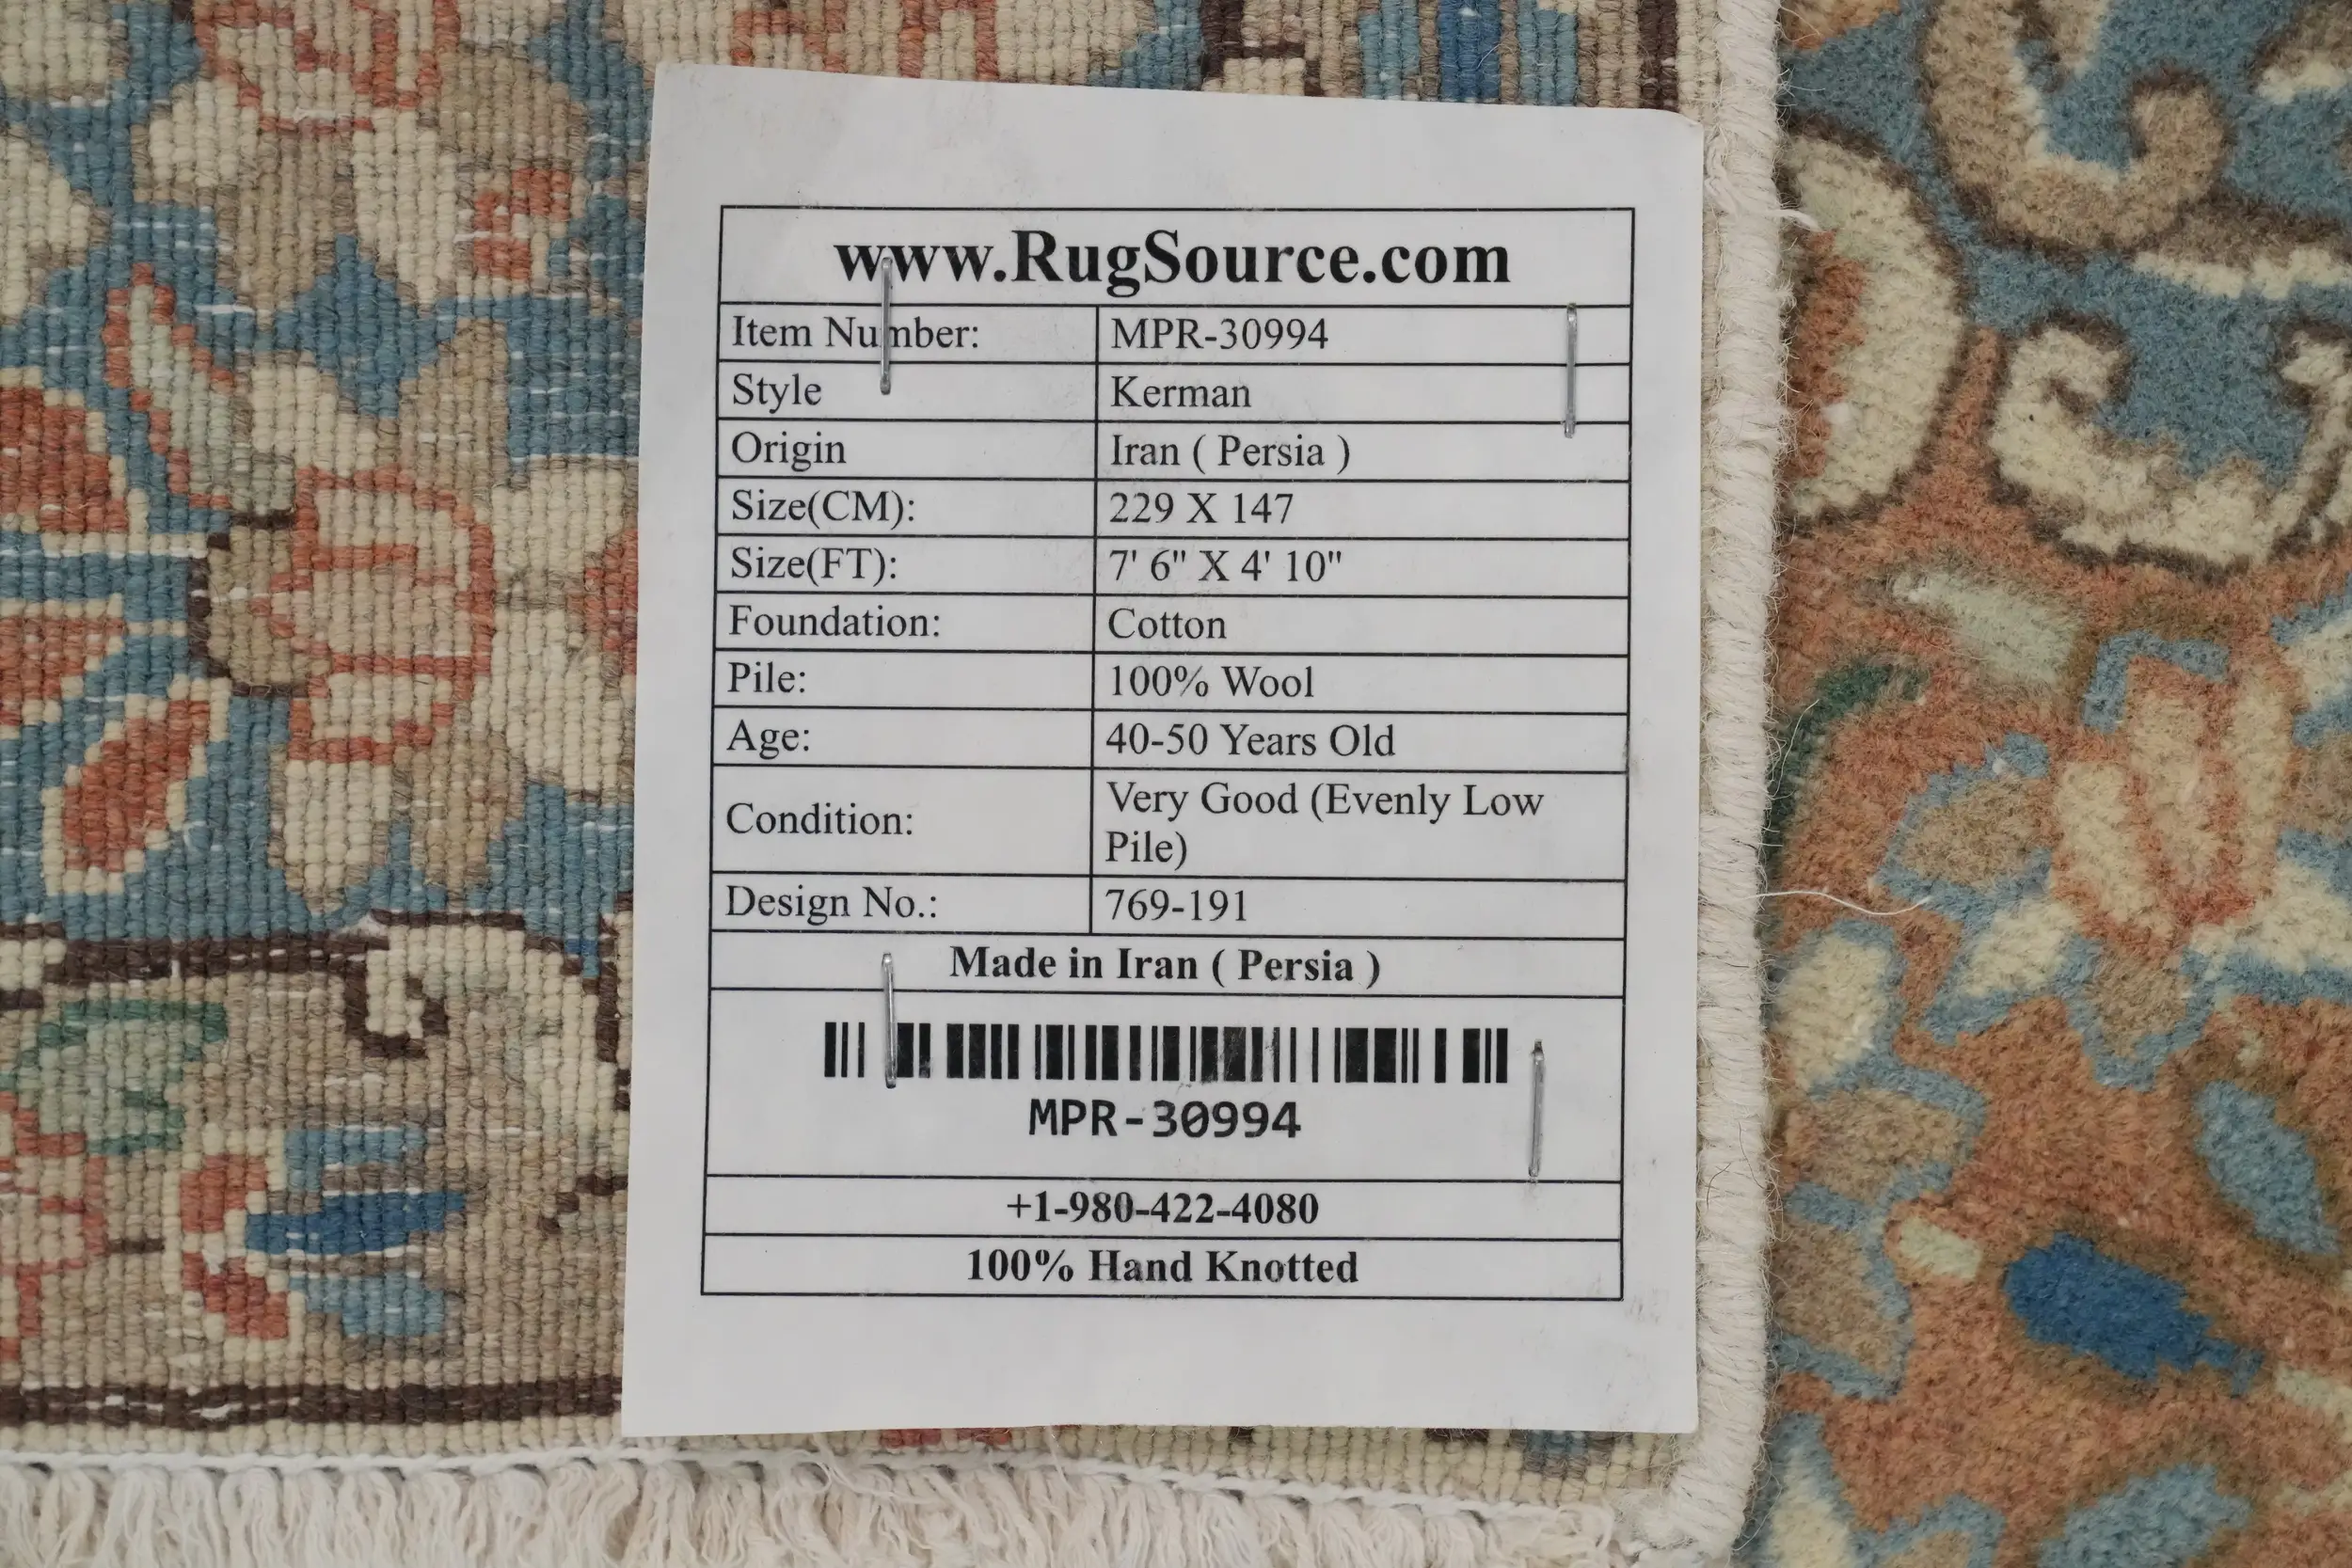 www.RugSource.com
Item Number: MPR-30994
Style Kerman
Origin Iran ( Persia )
Size(CM): 229 X 147
Size(FT): 7' 6" X 4' 10"
Foundation: Cotton
Pile: 100% Wool
Age: 40-50 Years Old
Condition: Very Good (Evenly Low
Pile)
Design No.: 769-191
Made in Iran ( Persia )
MPR-30994
+1-980-422-4080
100% Hand Knotted